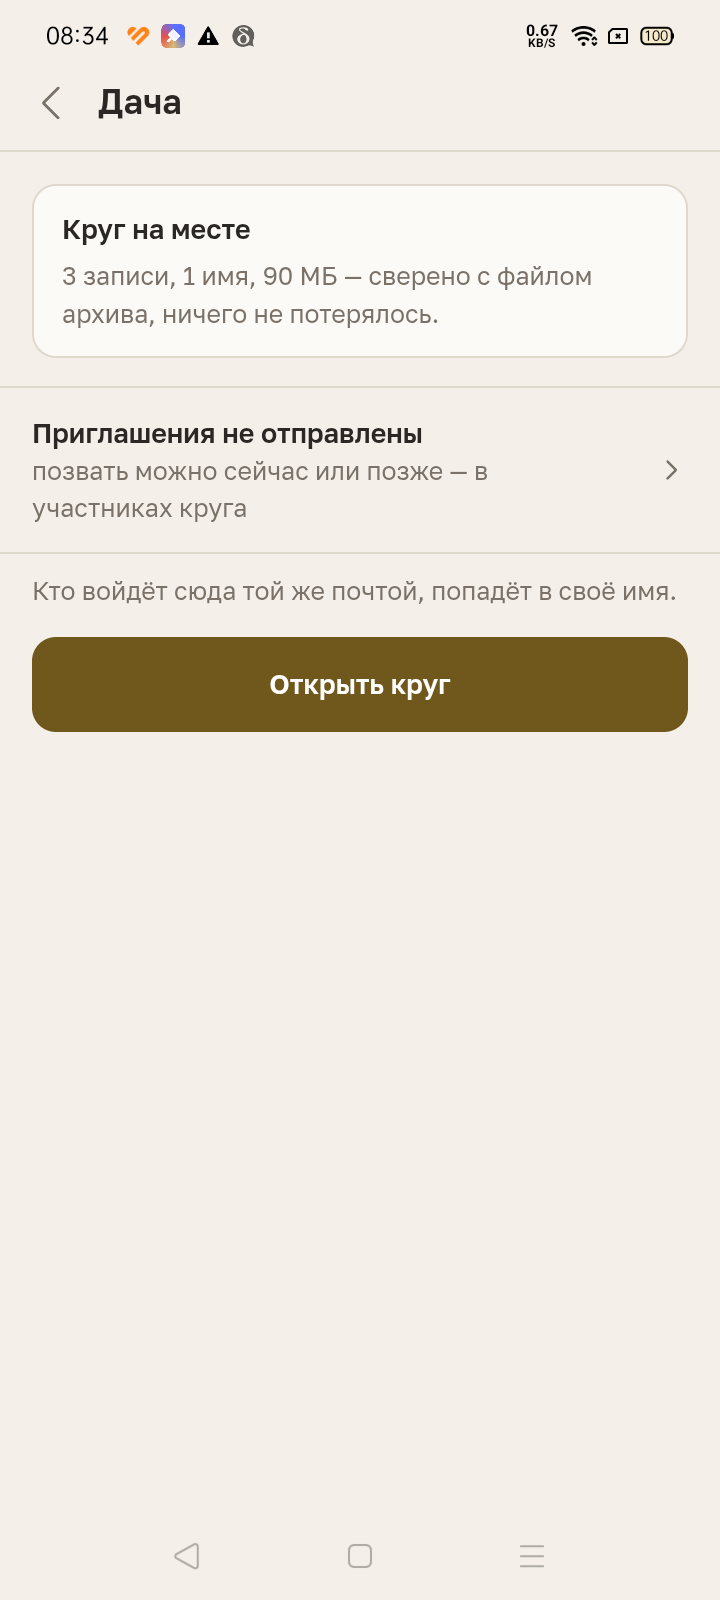 08:34
0.67
KB/S
100
Дача
Круг на месте
3 записи, 1 имя, 90 МБ — сверено с файлом
архива, ничего не потерялось.
Приглашения не отправлены
позвать можно сейчас или позже — в
участниках круга
Кто войдёт сюда той же почтой, попадёт в своё имя.
Открыть круг